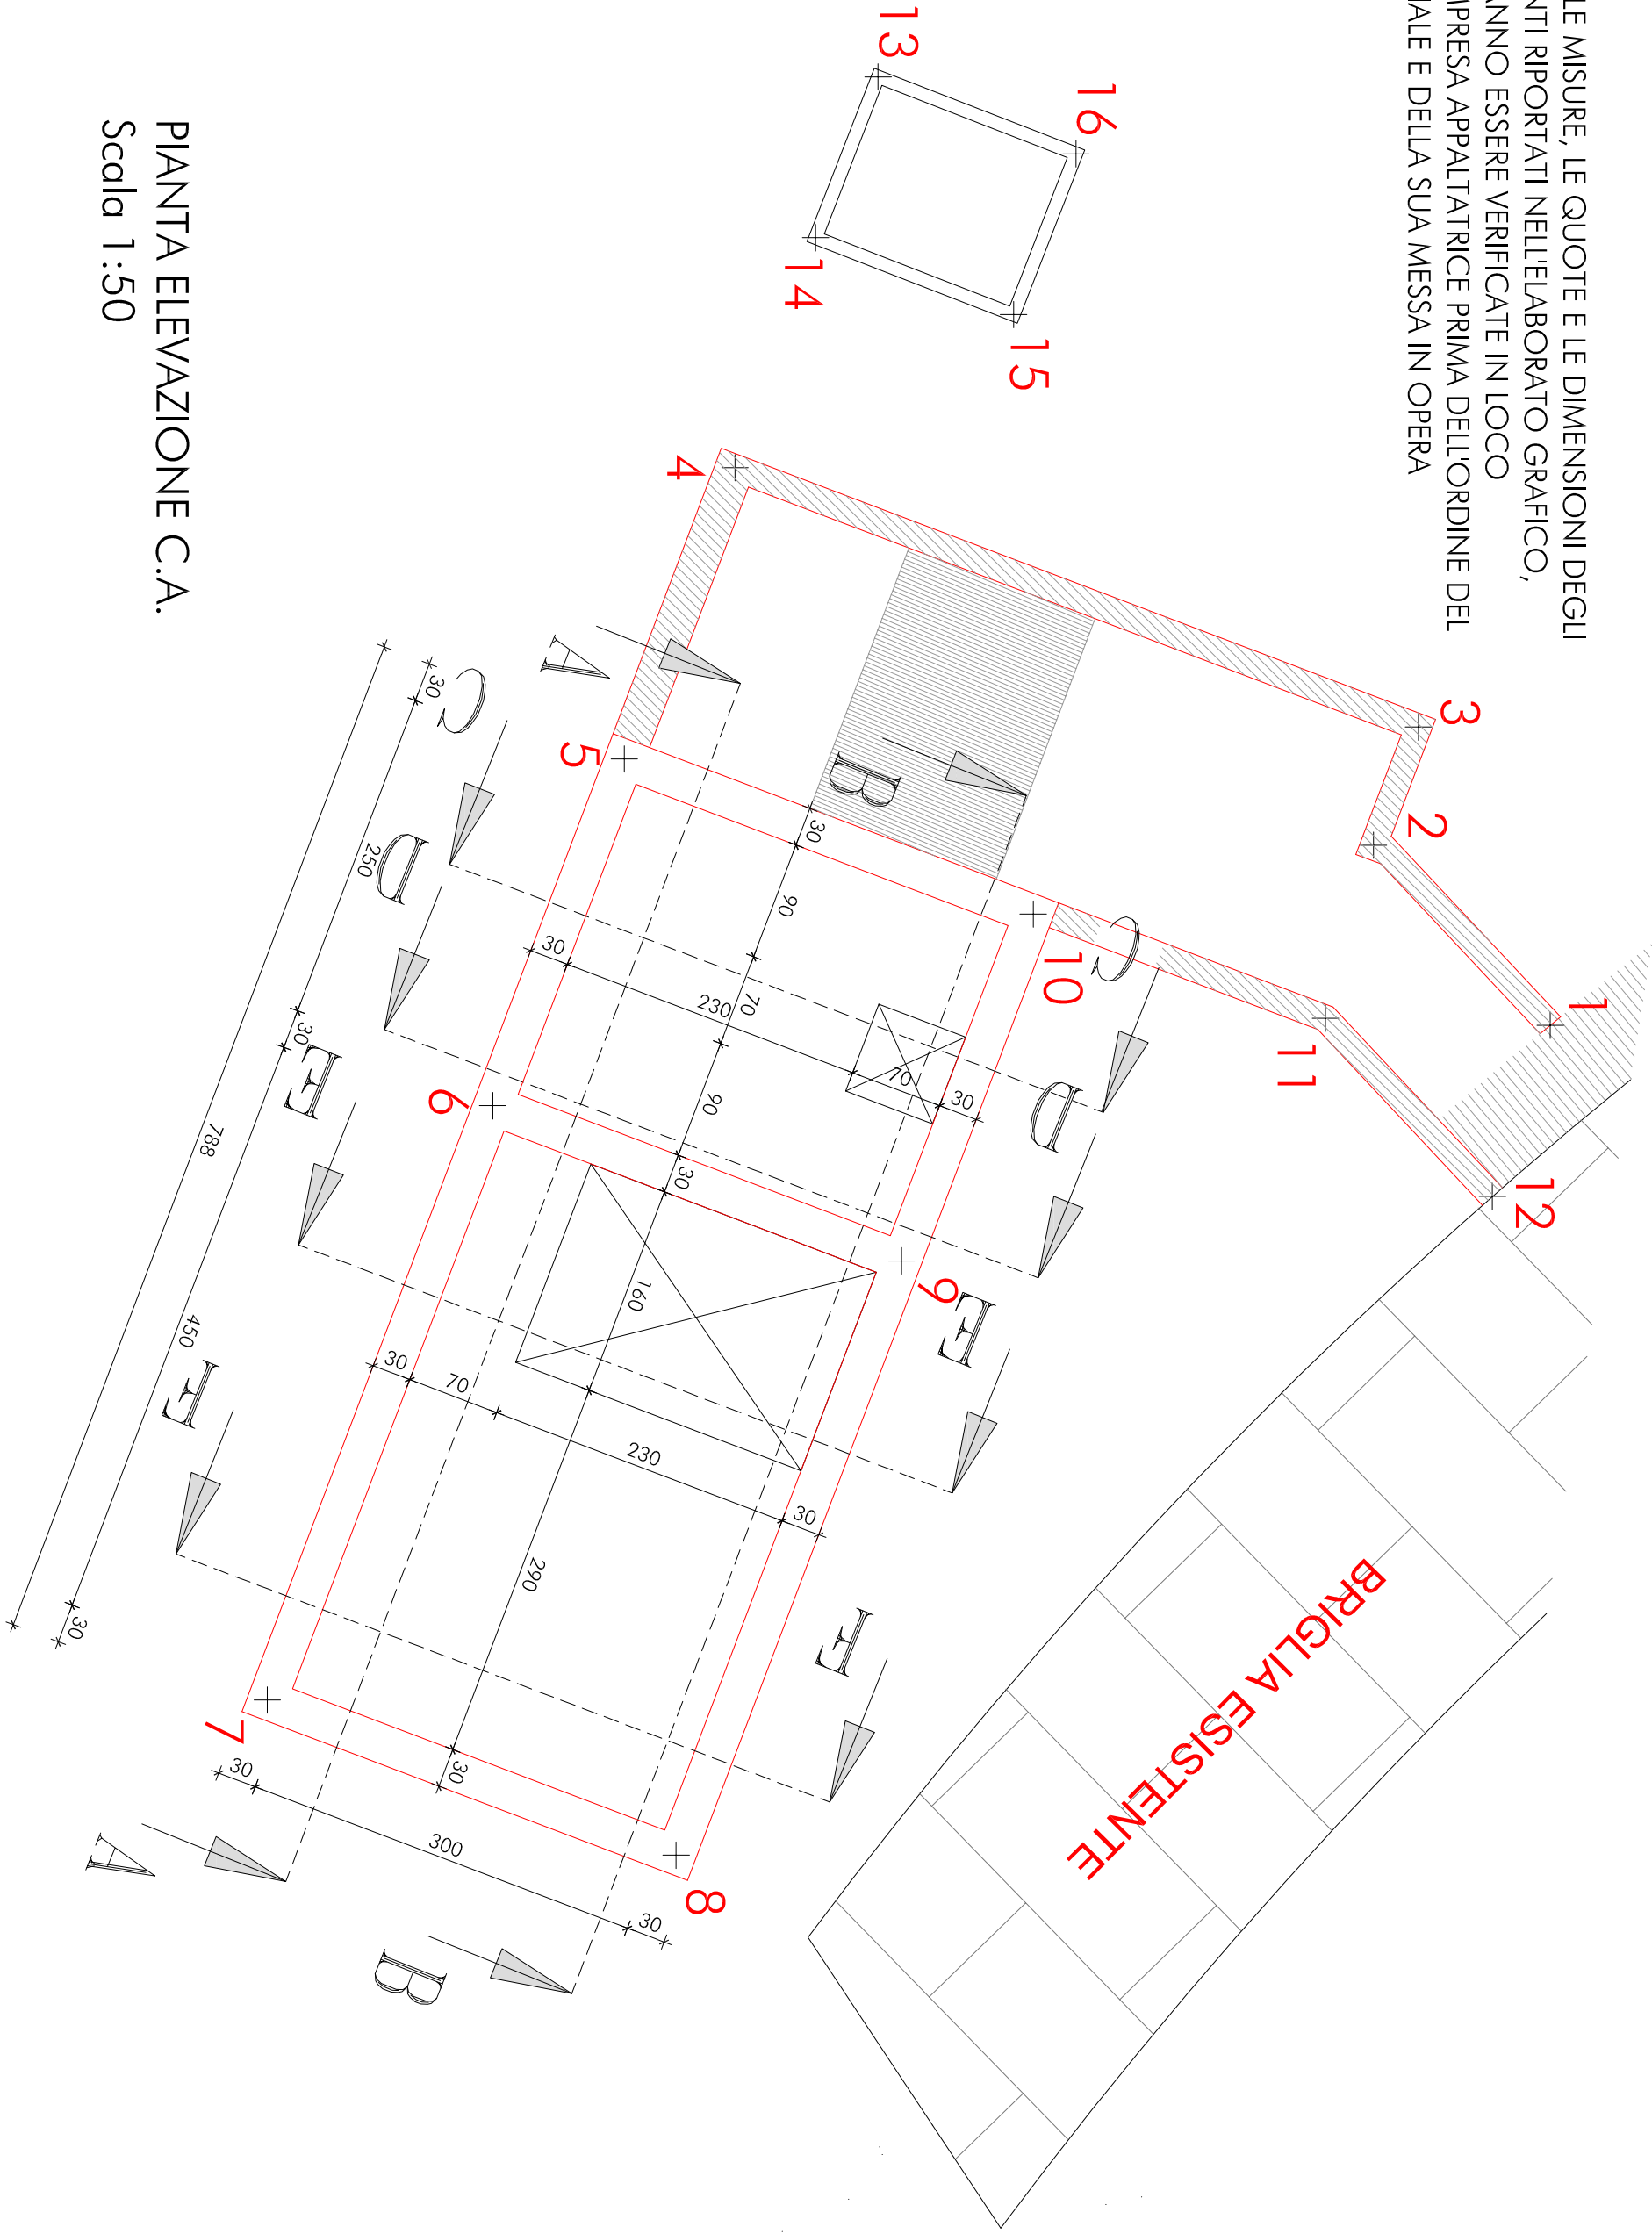 LE MISURE, LE QUOTE E LE DIMENSIONI DEGLI
NTI RIPORTATI NELL'ELABORATO GRAFICO,
ANNO ESSERE VERIFICATE IN LOCO
MPRESA APPALTATRICE PRIMA DELL'ORDINE DEL
IALE E DELLA SUA MESSA IN OPERA
13
16
14
15
4
3
2
1
5
10
11
12
6
9
7
8
A
B
C
D
E
F
C
D
E
F
A
B
30
250
30
450
30
788
30
90
70
90
30
160
290
30
30
230
70
30
30
70
230
30
30
300
30
BRIGLIA ESISTENTE
PIANTA ELEVAZIONE C.A.
Scala 1:50